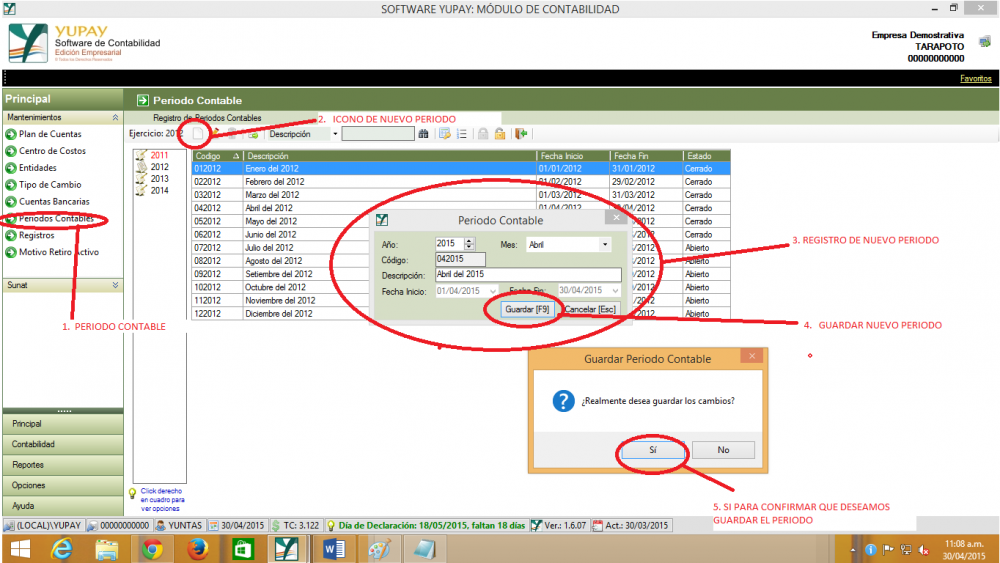 SOFTWARE YUPAY: MÓDULO DE CONTABILIDAD
YUPAY
Software de Contabilidad
Edición Empresarial
© Todos los Derechos Reservados
Empresa Demostrativa
TARAPOTO
00000000000
Favoritos
Principal
Periodo Contable
Mantenimientos
Registro de Periodos Contables
2. ICONO DE NUEVO PERIODO
Ejercicio: 2012
Descripción
Plan de Cuentas
Centro de Costos
Entidades
Tipo de Cambio
Cuentas Bancarias
Periodos Contables
Registros
Motivo Retiro Activo
Sunat
1. PERIODO CONTABLE
2011
2012
2013
2014
Codigo Descripción Fecha Inicio Fecha Fin Estado
012012 Enero del 2012 01/01/2012 31/01/2012 Cerrado
022012 Febrero del 2012 01/02/2012 29/02/2012 Cerrado
032012 Marzo del 2012 01/03/2012 31/03/2012 Cerrado
042012 Abril del 2012 01/04/2012 30/04/2012 Cerrado
052012 Mayo del 2012 /2012 Cerrado
062012 Junio del 2012 /2012 Cerrado
072012 Julio del 2012 /2012 Abierto
082012 Agosto del 2012 /2012 Abierto
092012 Setiembre del 2012 /2012 Abierto
102012 Octubre del 2012 /2012 Abierto
112012 Noviembre del 2012 /2012 Abierto
122012 Diciembre del 2012 /2012 Abierto
Periodo Contable
Año: 2015 Mes: Abril
Código: 042015
Descripción: Abril del 2015
Fecha Inicio: 01/04/2015 Fecha Fin: 30/04/2015
Guardar [F9] Cancelar [Esc]
3. REGISTRO DE NUEVO PERIODO
4. GUARDAR NUEVO PERIODO
Guardar Periodo Contable
¿Realmente desea guardar los cambios?
Sí No
5. SI PARA CONFIRMAR QUE DESEAMOS
GUARDAR EL PERIODO
Principal
Contabilidad
Reportes
Opciones
Ayuda
Click derecho
en cuadro para
ver opciones
(LOCAL)\YUPAY 00000000000 YUNTAS 30/04/2015 TC: 3.122 Día de Declaración: 18/05/2015, faltan 18 días Ver.: 1.6.07 Act.: 30/03/2015
11:08 a.m.
30/04/2015